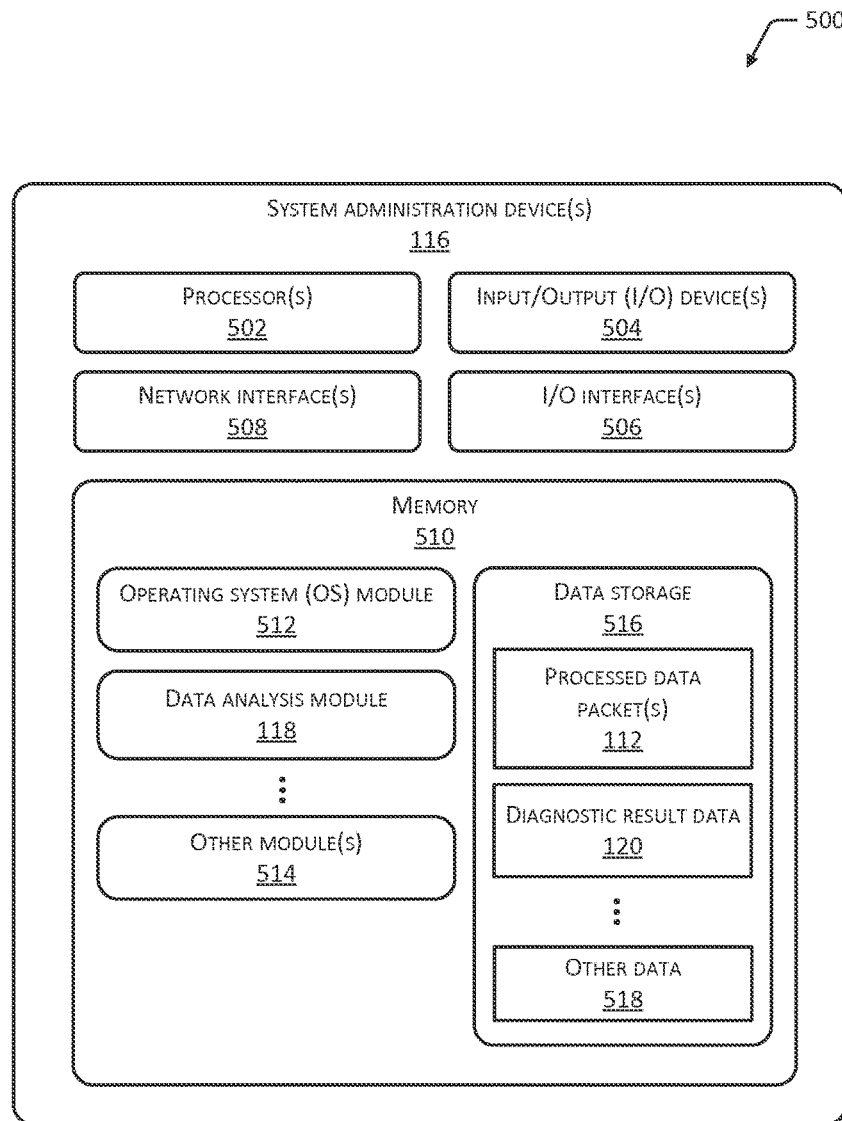 500
SYSTEM ADMINISTRATION DEVICE(S)
116
PROCESSOR(S)
502
INPUT/OUTPUT (I/O) DEVICE(S)
504
NETWORK INTERFACE(S)
508
I/O INTERFACE(S)
506
MEMORY
510
OPERATING SYSTEM (OS) MODULE
512
DATA ANALYSIS MODULE
118
OTHER MODULE(S)
514
DATA STORAGE
516
PROCESSED DATA
PACKET(S)
112
DIAGNOSTIC RESULT DATA
120
OTHER DATA
518